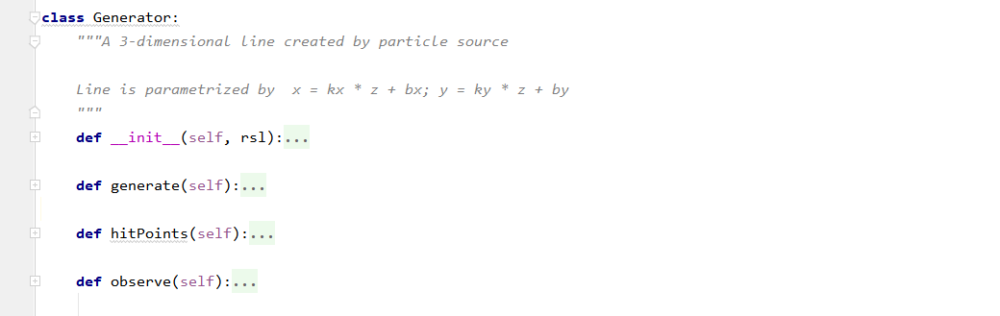 class Generator:
    """A 3-dimensional line created by particle source
    Line is parametrized by  x = kx * z + bx; y = ky * z + by
    """
    def __init__(self, rsl):...
    def generate(self):...
    def hitPoints(self):...
    def observe(self):...